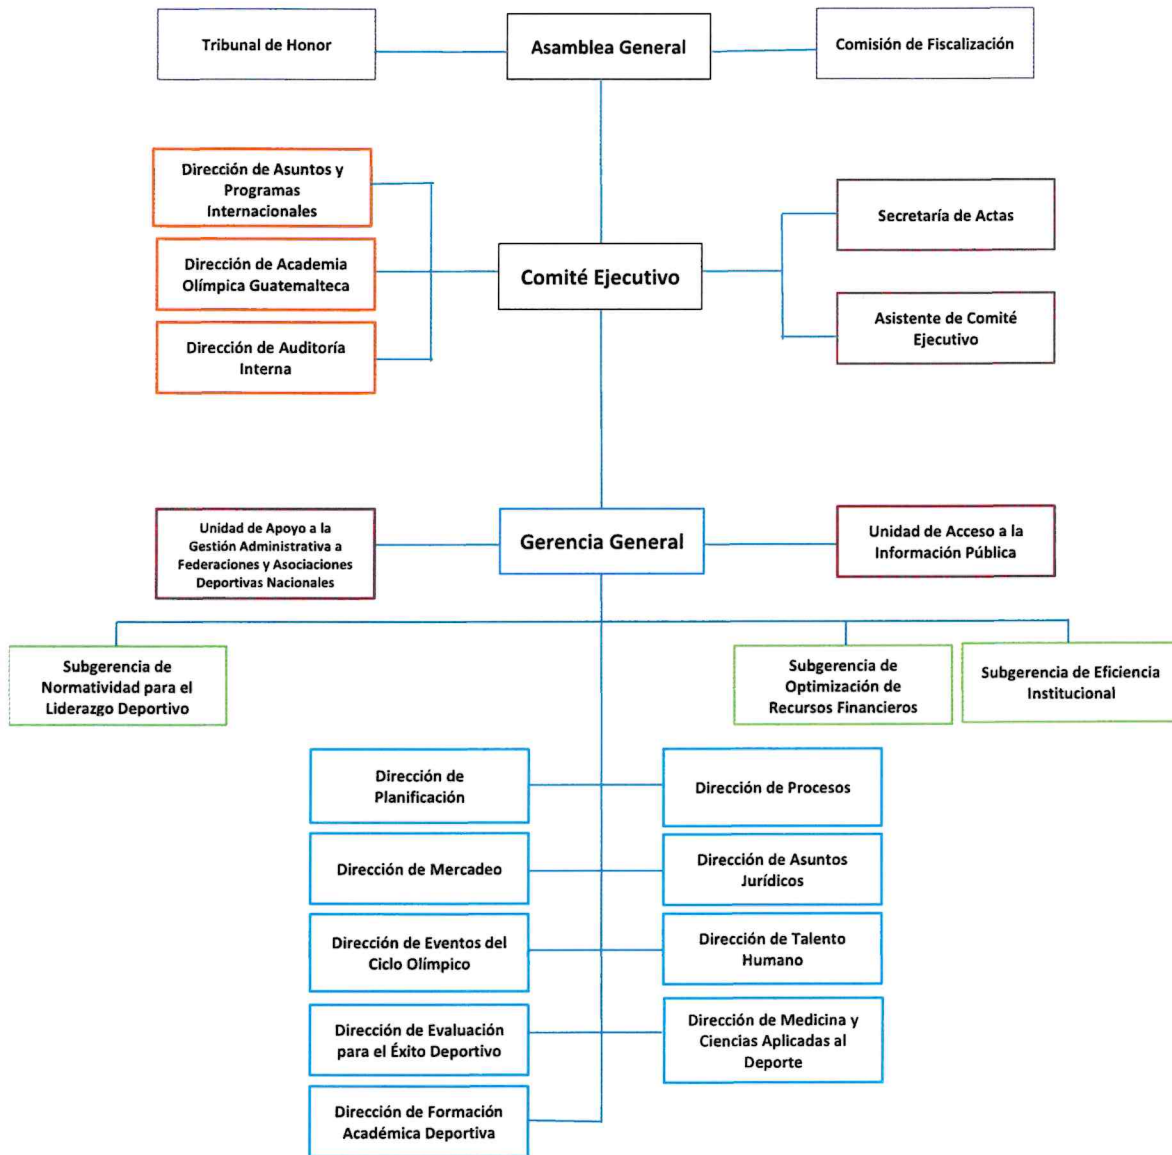 Tribunal de Honor
Asamblea General
Comisión de Fiscalización
Dirección de Asuntos y
Programas
Internacionales
Secretaría de Actas
Dirección de Academia
Olímpica Guatemalteca
Comité Ejecutivo
Dirección de Auditoría
Interna
Asistente de Comité
Ejecutivo
Unidad de Apoyo a la
Gestión Administrativa a
Federaciones y Asociaciones
Deportivas Nacionales
Gerencia General
Unidad de Acceso a la
Información Pública
Subgerencia de
Normatividad para el
Liderazgo Deportivo
Subgerencia de
Optimización de
Recursos Financieros
Subgerencia de Eficiencia
Institucional
Dirección de
Planificación
Dirección de Procesos
Dirección de Mercadeo
Dirección de Asuntos
Jurídicos
Dirección de Eventos del
Ciclo Olímpico
Dirección de Talento
Humano
Dirección de Evaluación
para el Éxito Deportivo
Dirección de Medicina y
Ciencias Aplicadas al
Deporte
Dirección de Formación
Académica Deportiva